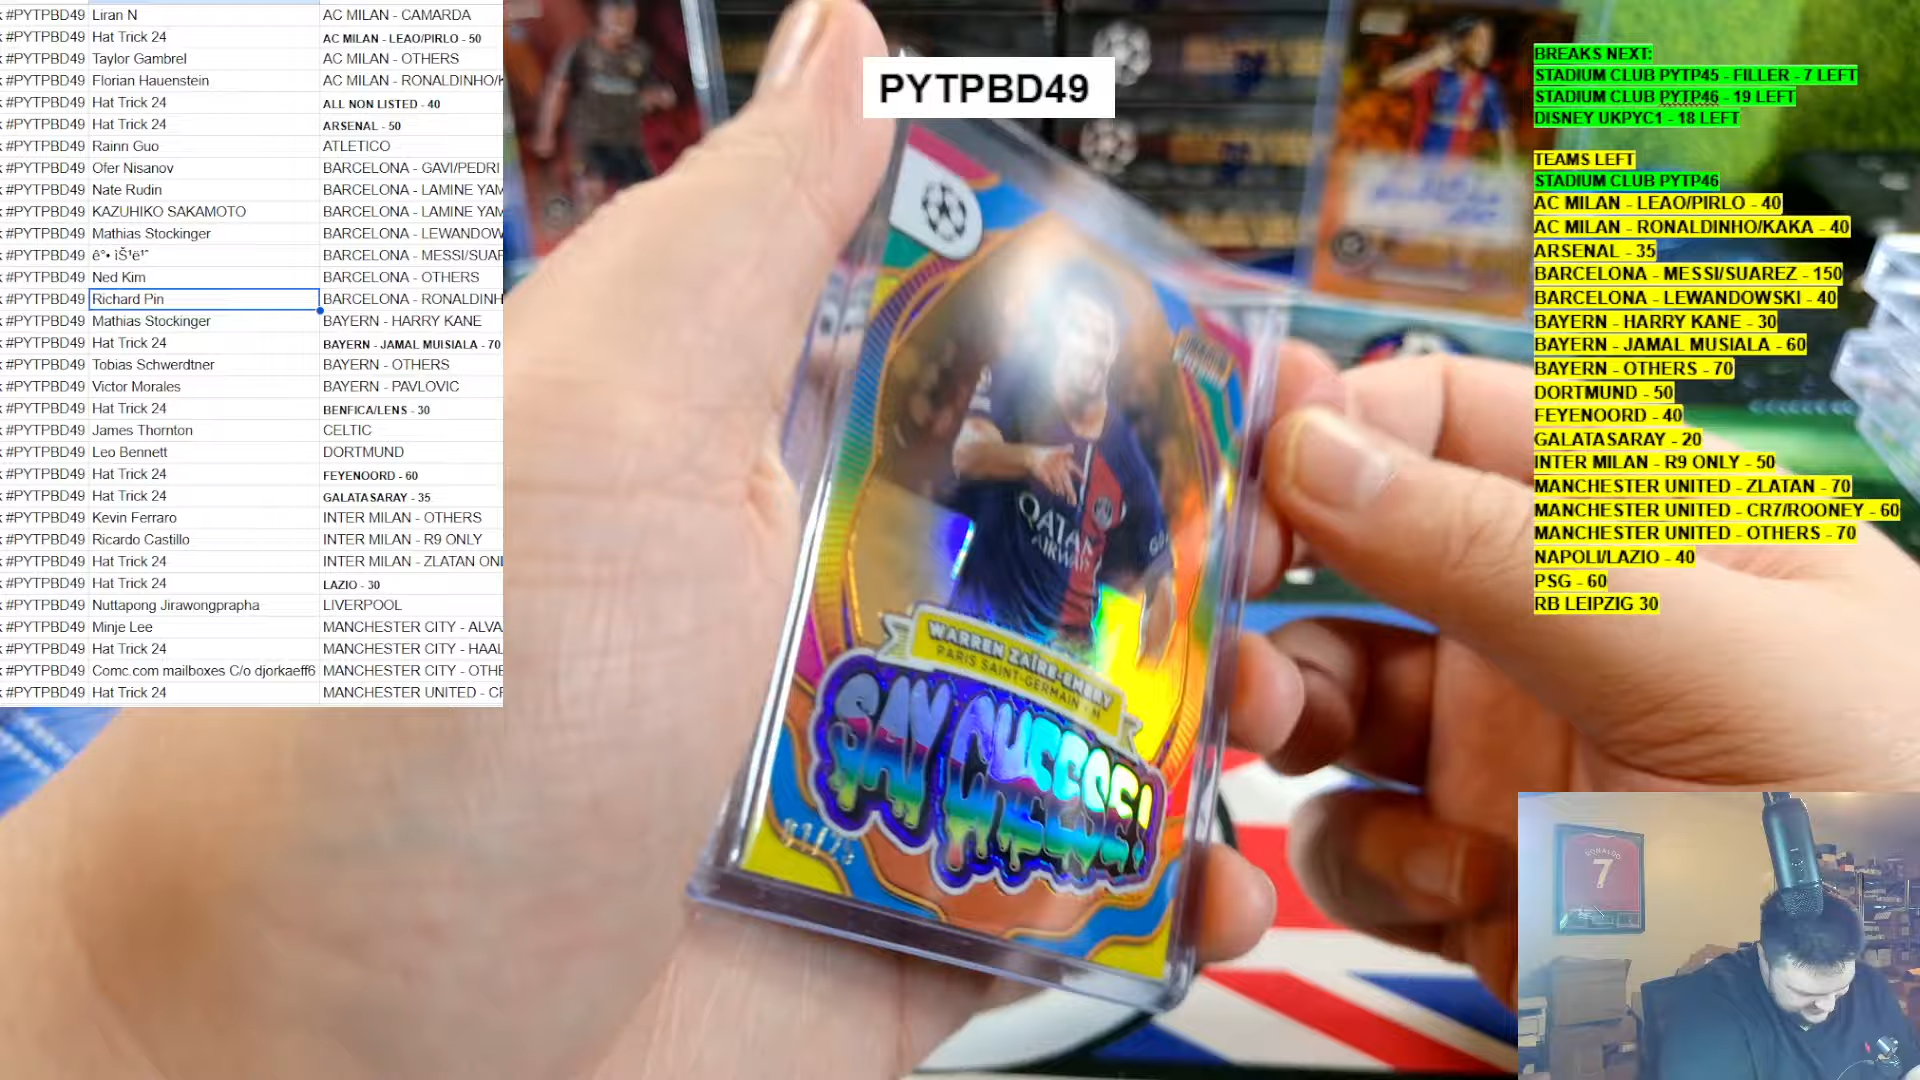 #PYTPBD49 Liran N AC MILAN - CAMARDA
#PYTPBD49 Hat Trick 24 AC MILAN - LEAO/PIRLO - 50
#PYTPBD49 Taylor Gambrel AC MILAN - OTHERS
#PYTPBD49 Florian Hauenstein AC MILAN - RONALDINHO/K
#PYTPBD49 Hat Trick 24 ALL NON LISTED - 40
#PYTPBD49 Hat Trick 24 ARSENAL - 50
#PYTPBD49 Rainn Guo ATLETICO
#PYTPBD49 Ofer Nisanov BARCELONA - GAVI/PEDRI
#PYTPBD49 Nate Rudin BARCELONA - LAMINE YAM
#PYTPBD49 KAZUHIKO SAKAMOTO BARCELONA - LAMINE YAM
#PYTPBD49 Mathias Stockinger BARCELONA - LEWANDOW
#PYTPBD49 BARCELONA - MESSI/SUAF
#PYTPBD49 Ned Kim BARCELONA - OTHERS
#PYTPBD49 Richard Pin BARCELONA - RONALDINH
#PYTPBD49 Mathias Stockinger BAYERN - HARRY KANE
#PYTPBD49 Hat Trick 24 BAYERN - JAMAL MUISIALA - 70
#PYTPBD49 Tobias Schwerdtner BAYERN - OTHERS
#PYTPBD49 Victor Morales BAYERN - PAVLOVIC
#PYTPBD49 Hat Trick 24 BENFICA/LENS - 30
#PYTPBD49 James Thornton CELTIC
#PYTPBD49 Leo Bennett DORTMUND
#PYTPBD49 Hat Trick 24 FEYENOORD - 60
#PYTPBD49 Hat Trick 24 GALATASARAY - 35
#PYTPBD49 Kevin Ferraro INTER MILAN - OTHERS
#PYTPBD49 Ricardo Castillo INTER MILAN - R9 ONLY
#PYTPBD49 Hat Trick 24 INTER MILAN - ZLATAN ONI
#PYTPBD49 Hat Trick 24 LAZIO - 30
#PYTPBD49 Nuttapong Jirawongprapha LIVERPOOL
#PYTPBD49 Minje Lee MANCHESTER CITY - ALVA
#PYTPBD49 Hat Trick 24 MANCHESTER CITY - HAAL
#PYTPBD49 Comc.com mailboxes C/o djorkaeff6 MANCHESTER CITY - OTHE
#PYTPBD49 Hat Trick 24 MANCHESTER UNITED - CF
PYTPBD49
QATAR
AIRWAYS
WARREN ZAÏRE-EMERY
PARIS SAINT-GERMAIN • M
SAY CHEESE!
BREAKS NEXT:
STADIUM CLUB PYTP45 - FILLER - 7 LEFT
STADIUM CLUB PYTP46 - 19 LEFT
DISNEY UKPYC1 - 18 LEFT
TEAMS LEFT
STADIUM CLUB PYTP46
AC MILAN - LEAO/PIRLO - 40
AC MILAN - RONALDINHO/KAKA - 40
ARSENAL - 35
BARCELONA - MESSI/SUAREZ - 150
BARCELONA - LEWANDOWSKI - 40
BAYERN - HARRY KANE - 30
BAYERN - JAMAL MUSIALA - 60
BAYERN - OTHERS - 70
DORTMUND - 50
FEYENOORD - 40
GALATASARAY - 20
INTER MILAN - R9 ONLY - 50
MANCHESTER UNITED - ZLATAN - 70
MANCHESTER UNITED - CR7/ROONEY - 60
MANCHESTER UNITED - OTHERS - 70
NAPOLI/LAZIO - 40
PSG - 60
RB LEIPZIG 30
RONALDO
7